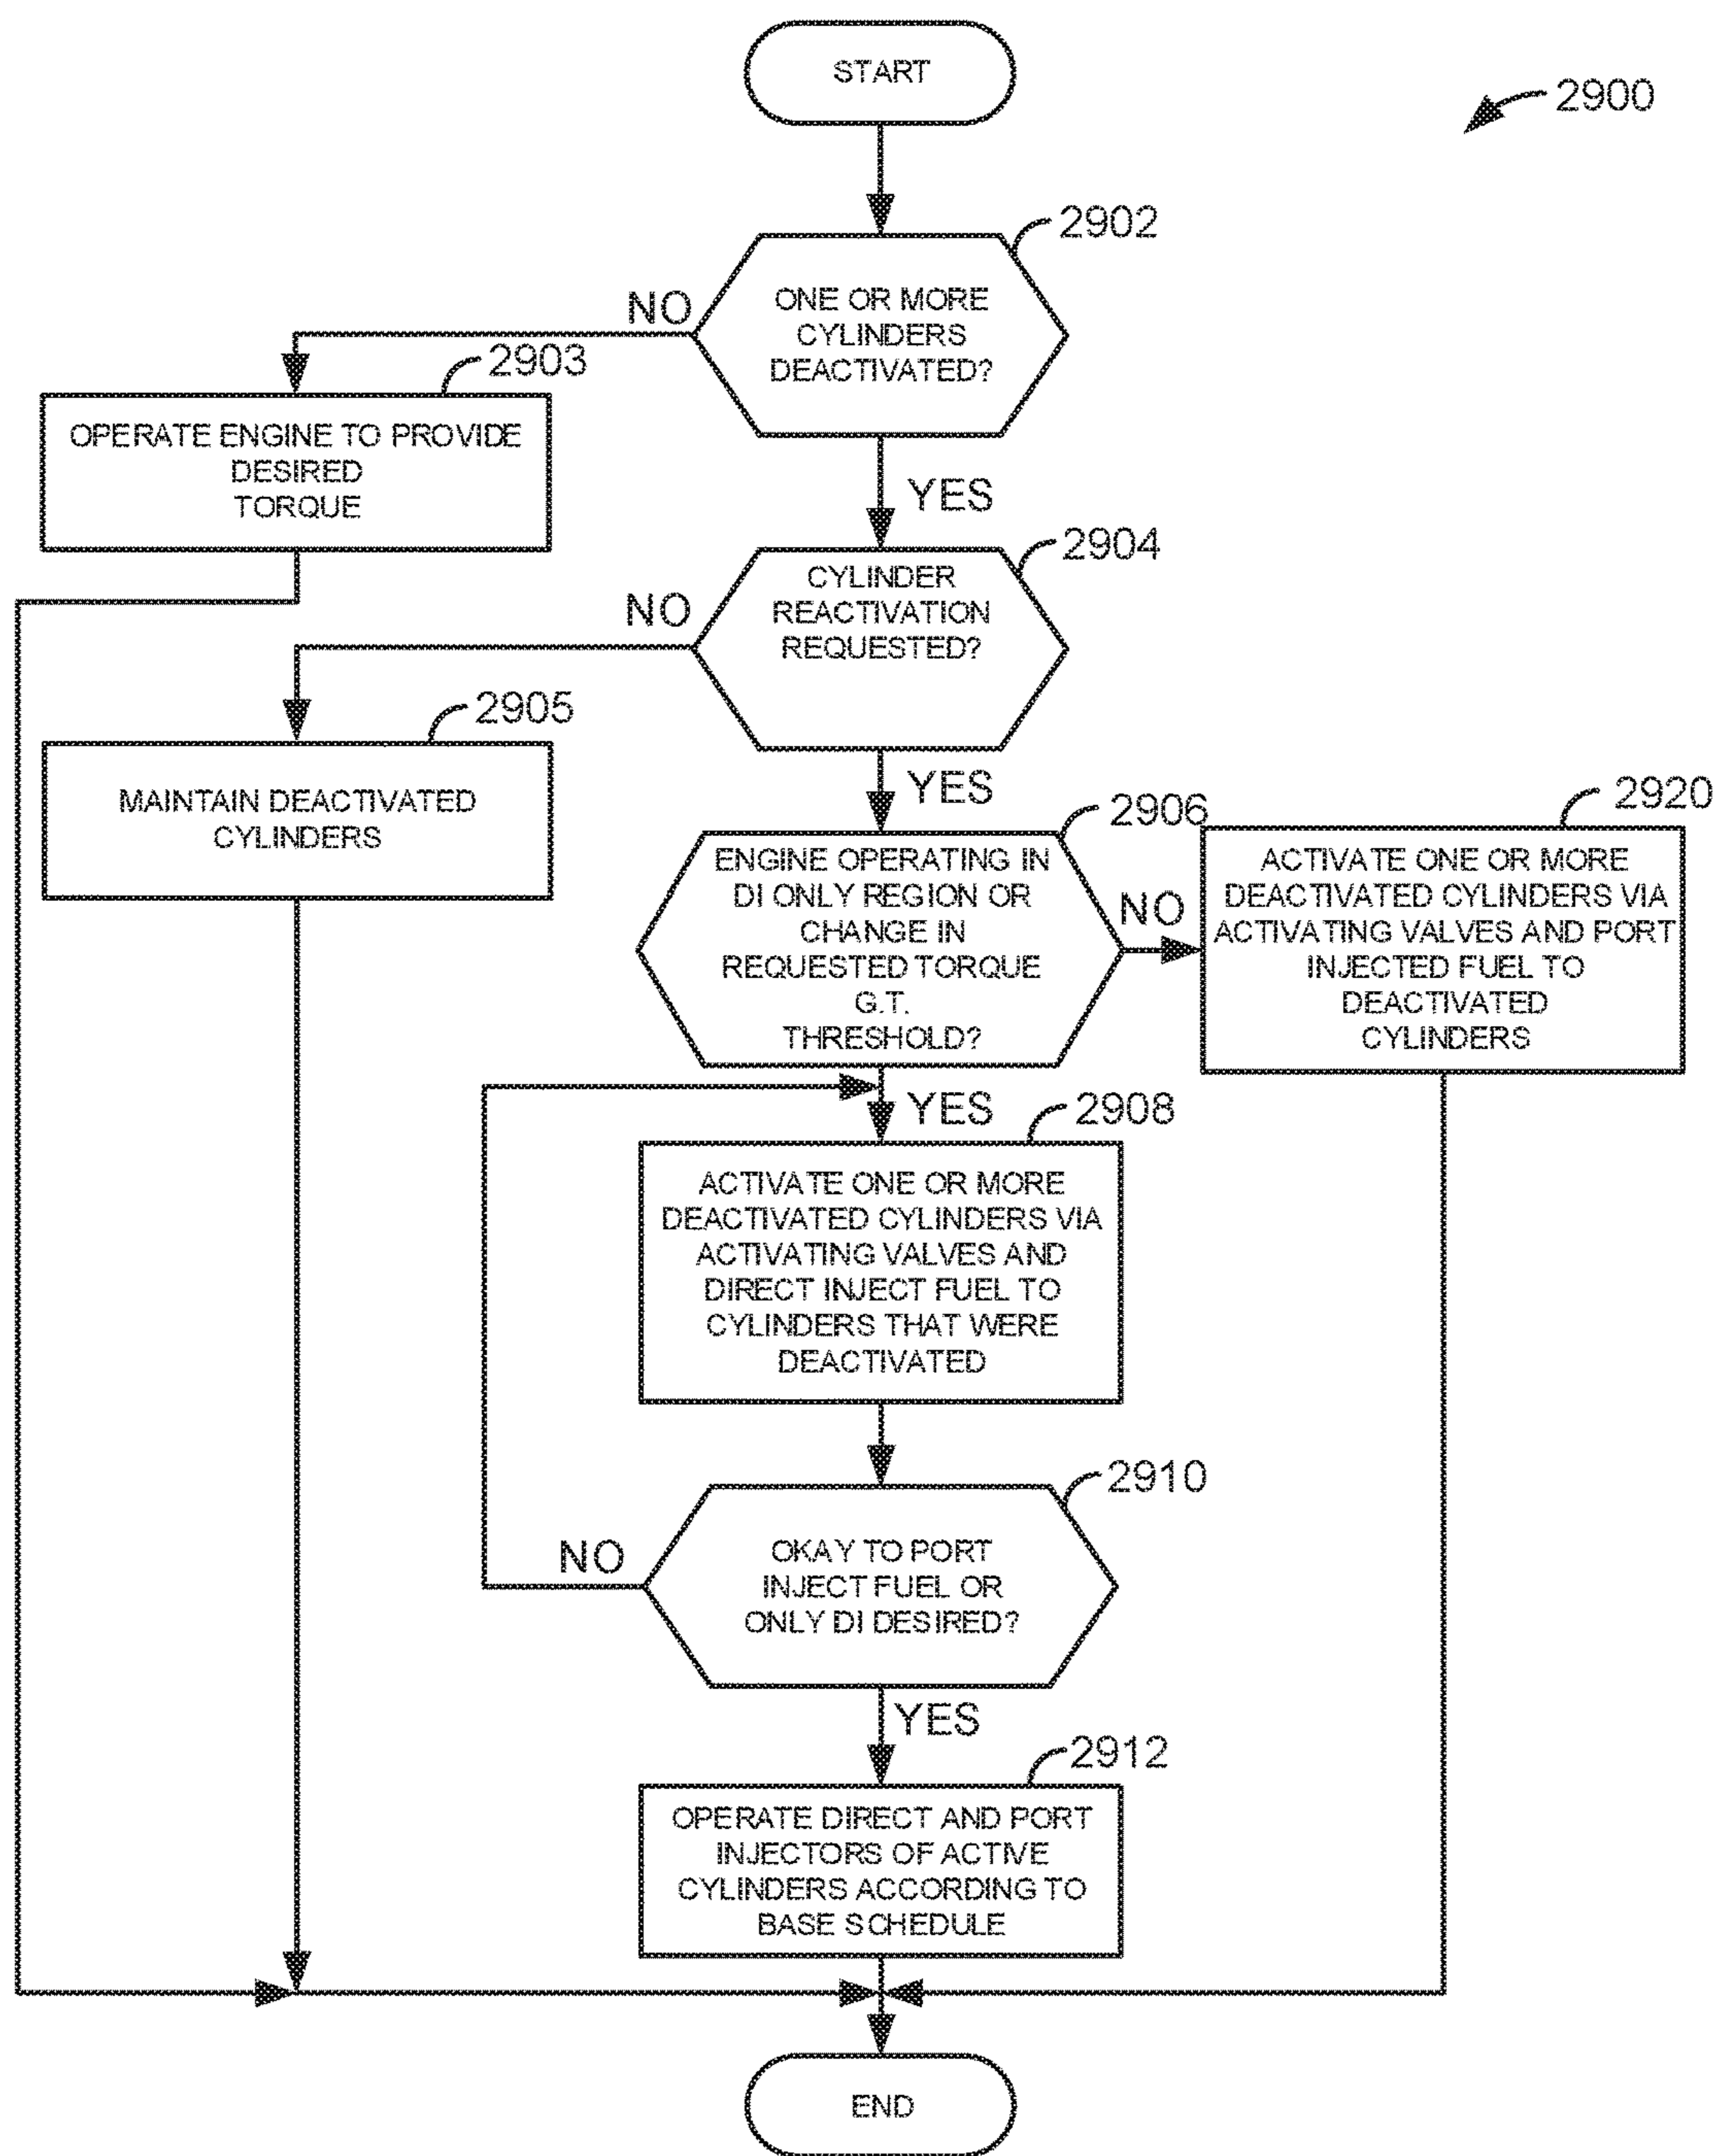 START
2900
2902
ONE OR MORE
CYLINDERS
DEACTIVATED?
NO
2903
OPERATE ENGINE TO PROVIDE
DESIRED
TORQUE
YES
2904
CYLINDER
REACTIVATION
REQUESTED?
NO
2905
MAINTAIN DEACTIVATED
CYLINDERS
YES
2906
ENGINE OPERATING IN
DI ONLY REGION OR
CHANGE IN
REQUESTED TORQUE
G.T.
THRESHOLD?
NO
2920
ACTIVATE ONE OR MORE
DEACTIVATED CYLINDERS VIA
ACTIVATING VALVES AND PORT
INJECTED FUEL TO
DEACTIVATED
CYLINDERS
YES
2908
ACTIVATE ONE OR MORE
DEACTIVATED CYLINDERS VIA
ACTIVATING VALVES AND
DIRECT INJECT FUEL TO
CYLINDERS THAT WERE
DEACTIVATED
2910
OKAY TO PORT
INJECT FUEL OR
ONLY DI DESIRED?
NO
YES
2912
OPERATE DIRECT AND PORT
INJECTORS OF ACTIVE
CYLINDERS ACCORDING TO
BASE SCHEDULE
END